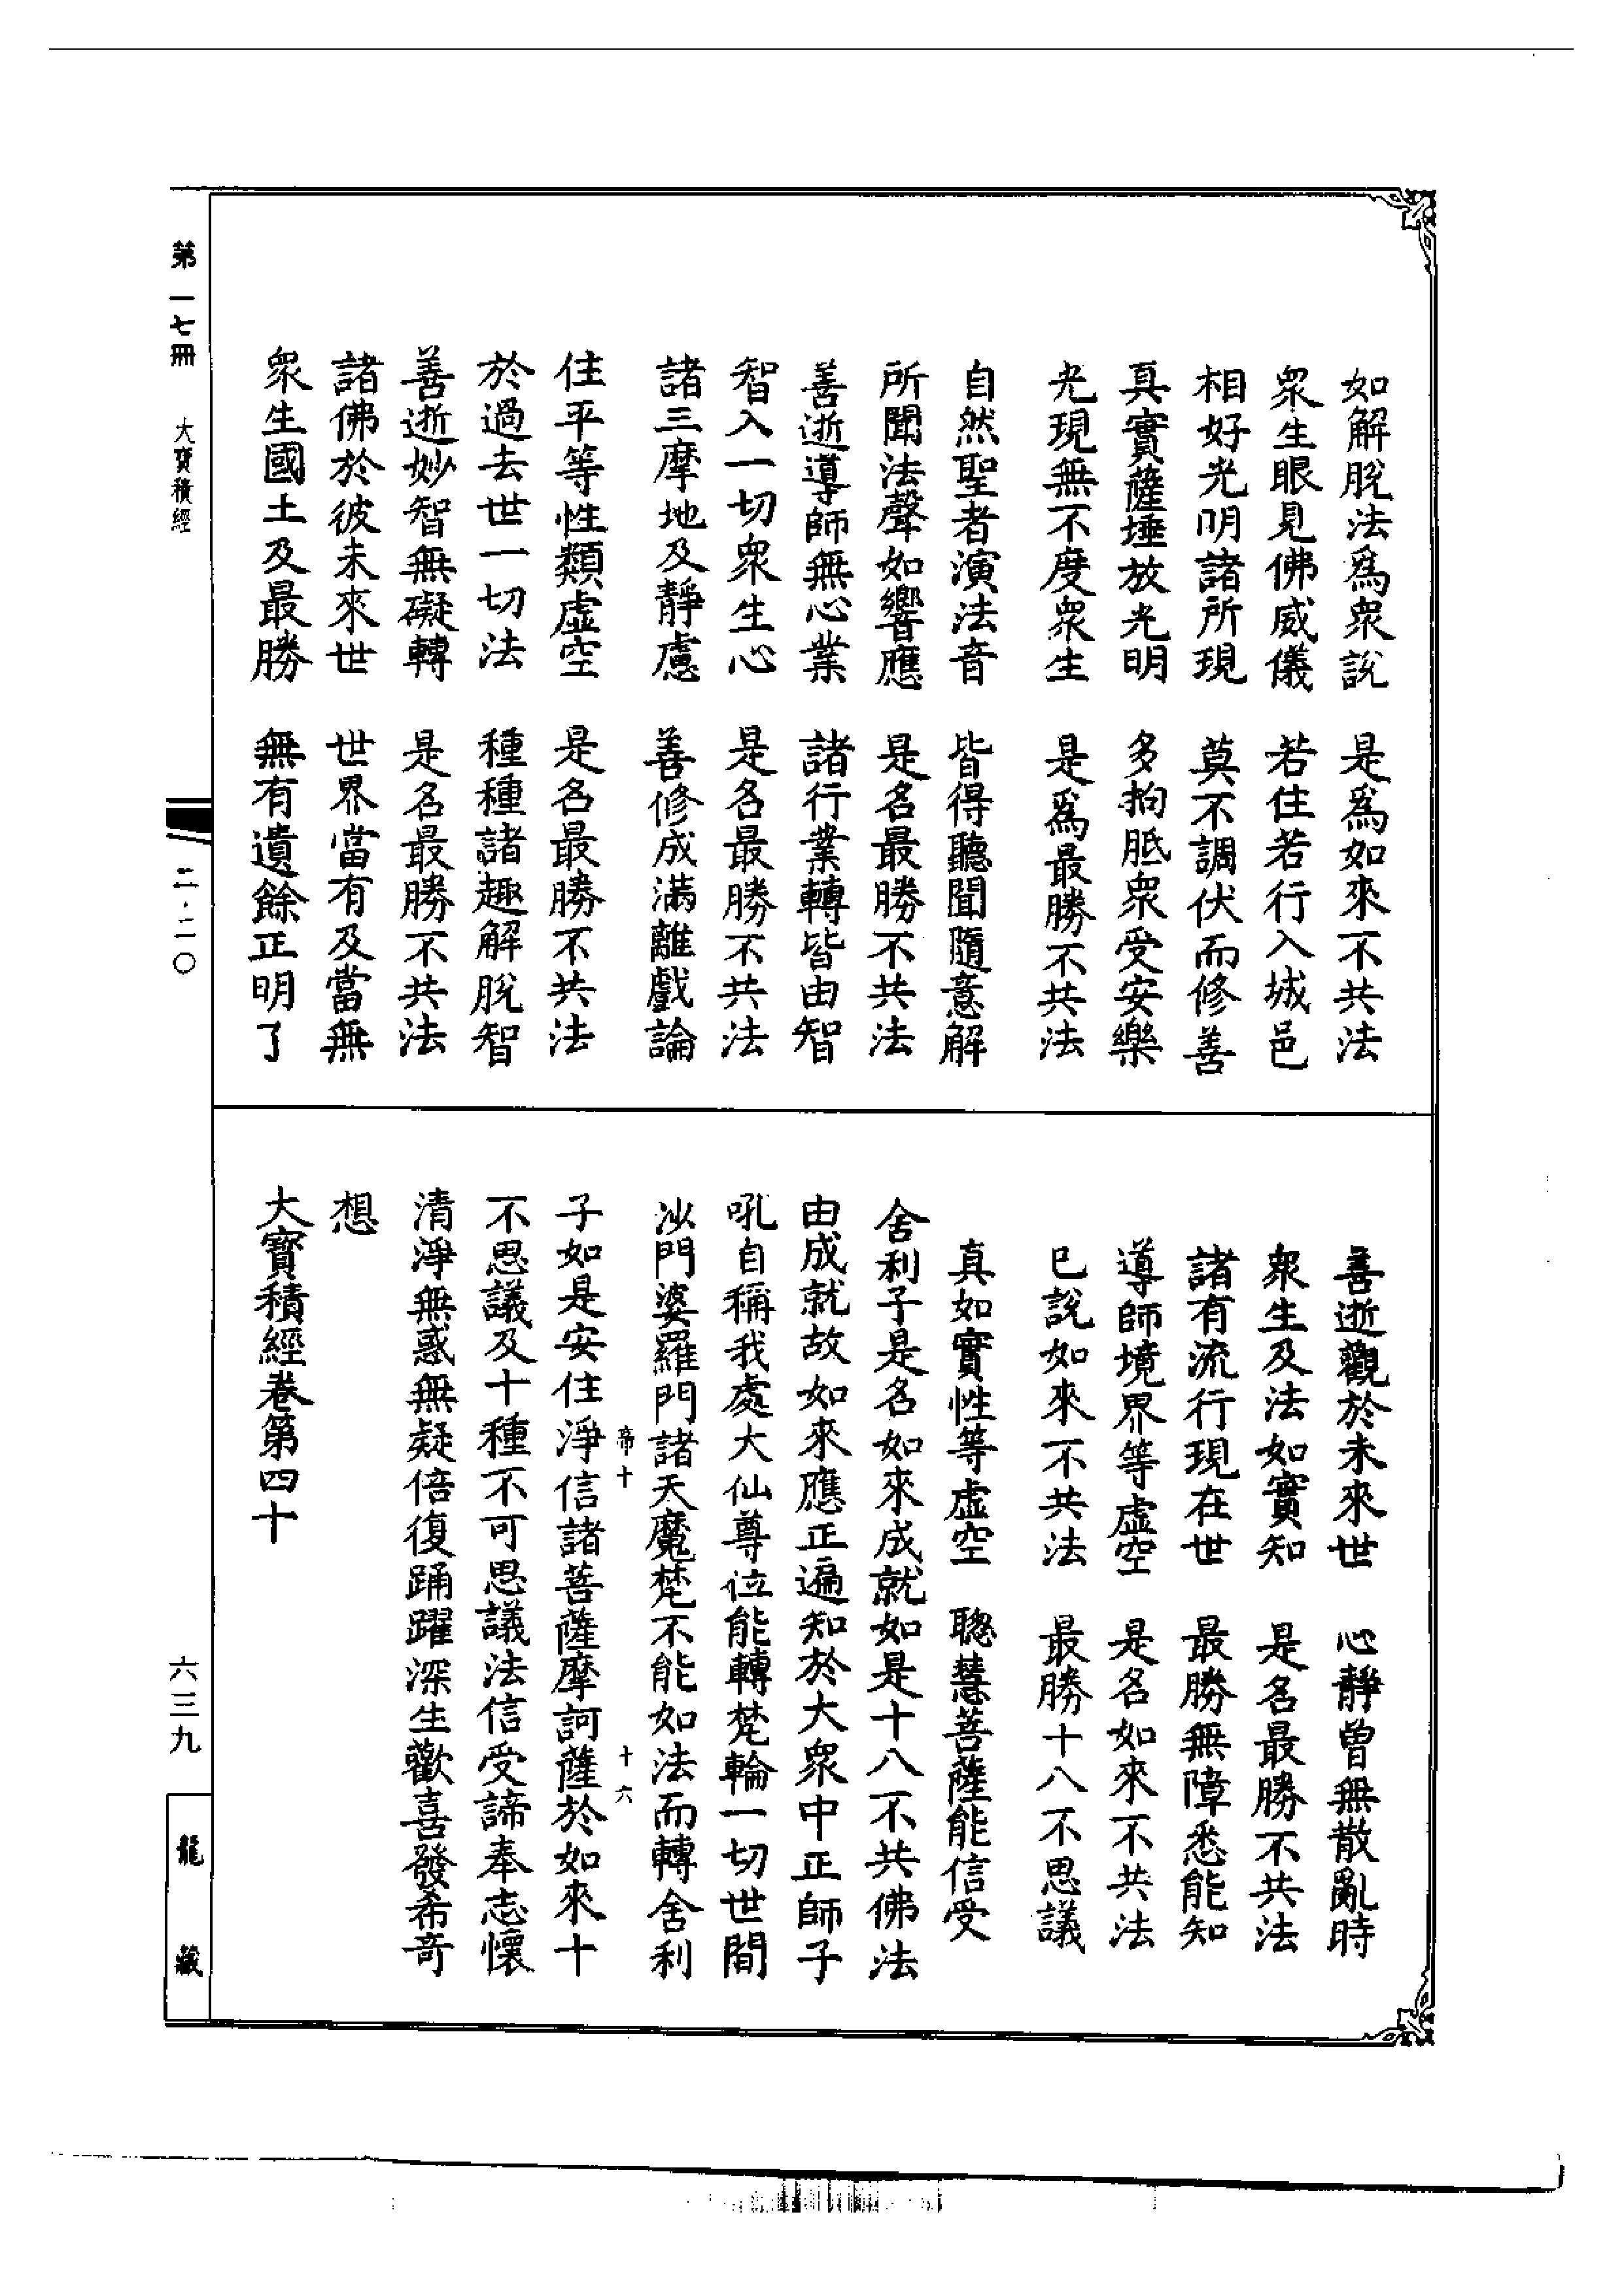 如解脫法爲眾說　是爲如來不共法
眾生眼見佛威儀　若住若行入城邑
相好光明諸所現　莫不調伏而修善
真實薩埵放光明　多拘胝眾受安樂
光現無不度眾生　是爲最勝不共法
自然聖者演法音　皆得聽聞隨意解
所聞法聲如響應　是名最勝不共法
善逝導師無心業　諸行業轉皆由智
智入一切眾生心　是名最勝不共法
諸三摩地及靜慮　善修成滿離戲論
住平等性類虛空　是名最勝不共法
於過去世一切法　種種諸趣解脫智
善逝妙智無礙轉　是名最勝不共法
諸佛於彼未來世　世界當有及當無
眾生國土及最勝　無有遺餘正明了
善逝觀於未來世　心靜曾無散亂時
眾生及法如實知　是名最勝不共法
諸有流行現在世　最勝無障悉能知
導師境界等虛空　是名如來不共法
已說如來不共法　最勝十八不思議
真如實性等虛空　聰慧菩薩能信受
舍利子是名如來成就如是十八不共佛法
由成就故如來應正遍知於大眾中正師子
吼自稱我處大仙尊位能轉梵輪一切世間
沙門婆羅門諸天魔梵不能如法而轉舍利
帝十　十六
子如是安住淨信諸菩薩摩訶薩於如來十
不思議及十種不可思議法信受諦奉志懷
清淨無惑無疑倍復踊躍深生歡喜發希奇
想
大寶積經卷第四十
第一七冊　大寶積經　二·二〇　六三九　龍藏